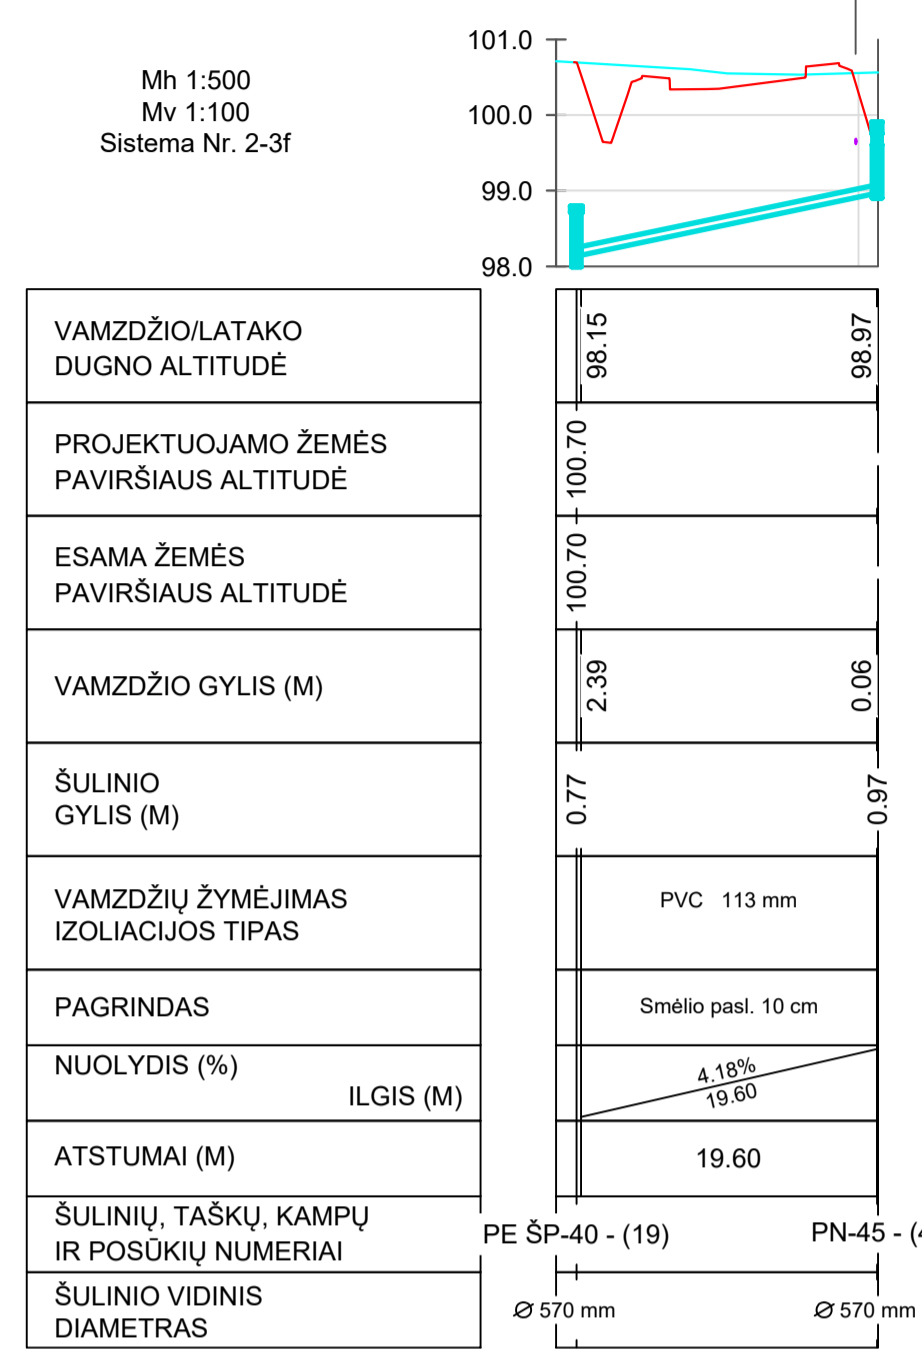 Mh 1:500
Mv 1:100
Sistema Nr. 2-3f
101.0
100.0
99.0
98.0
VAMZDŽIO/LATAKO
DUGNO ALTITUDĖ
98.15
98.97
PROJEKTUOJAMO ŽEMĖS
PAVIRŠIAUS ALTITUDĖ
100.70
ESAMA ŽEMĖS
PAVIRŠIAUS ALTITUDĖ
100.70
VAMZDŽIO GYLIS (M)
2.39
0.06
ŠULINIO
GYLIS (M)
0.77
0.97
VAMZDŽIŲ ŽYMĖJIMAS
IZOLIACIJOS TIPAS
PVC 113 mm
PAGRINDAS
Smėlio pasl. 10 cm
NUOLYDIS (%)
ILGIS (M)
4.18%
19.60
ATSTUMAI (M)
19.60
ŠULINIŲ, TAŠKŲ, KAMPŲ
IR POSŪKIŲ NUMERIAI
PE ŠP-40 - (19)
PN-45 - (
ŠULINIO VIDINIS
DIAMETRAS
Ø 570 mm
Ø 570 mm